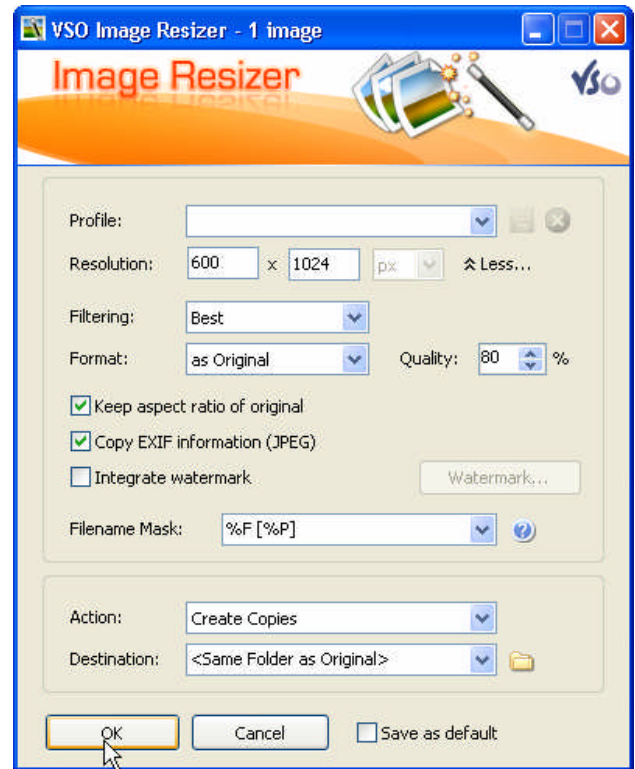 VSO Image Resizer - 1 image
Image Resizer
VSO
Profile:
Resolution: 600 x 1024 px Less...
Filtering: Best
Format: as Original Quality: 80 %
Keep aspect ratio of original
Copy EXIF information (JPEG)
Integrate watermark Watermark...
Filename Mask: %F [%P]
Action: Create Copies
Destination: <Same Folder as Original>
OK Cancel Save as default